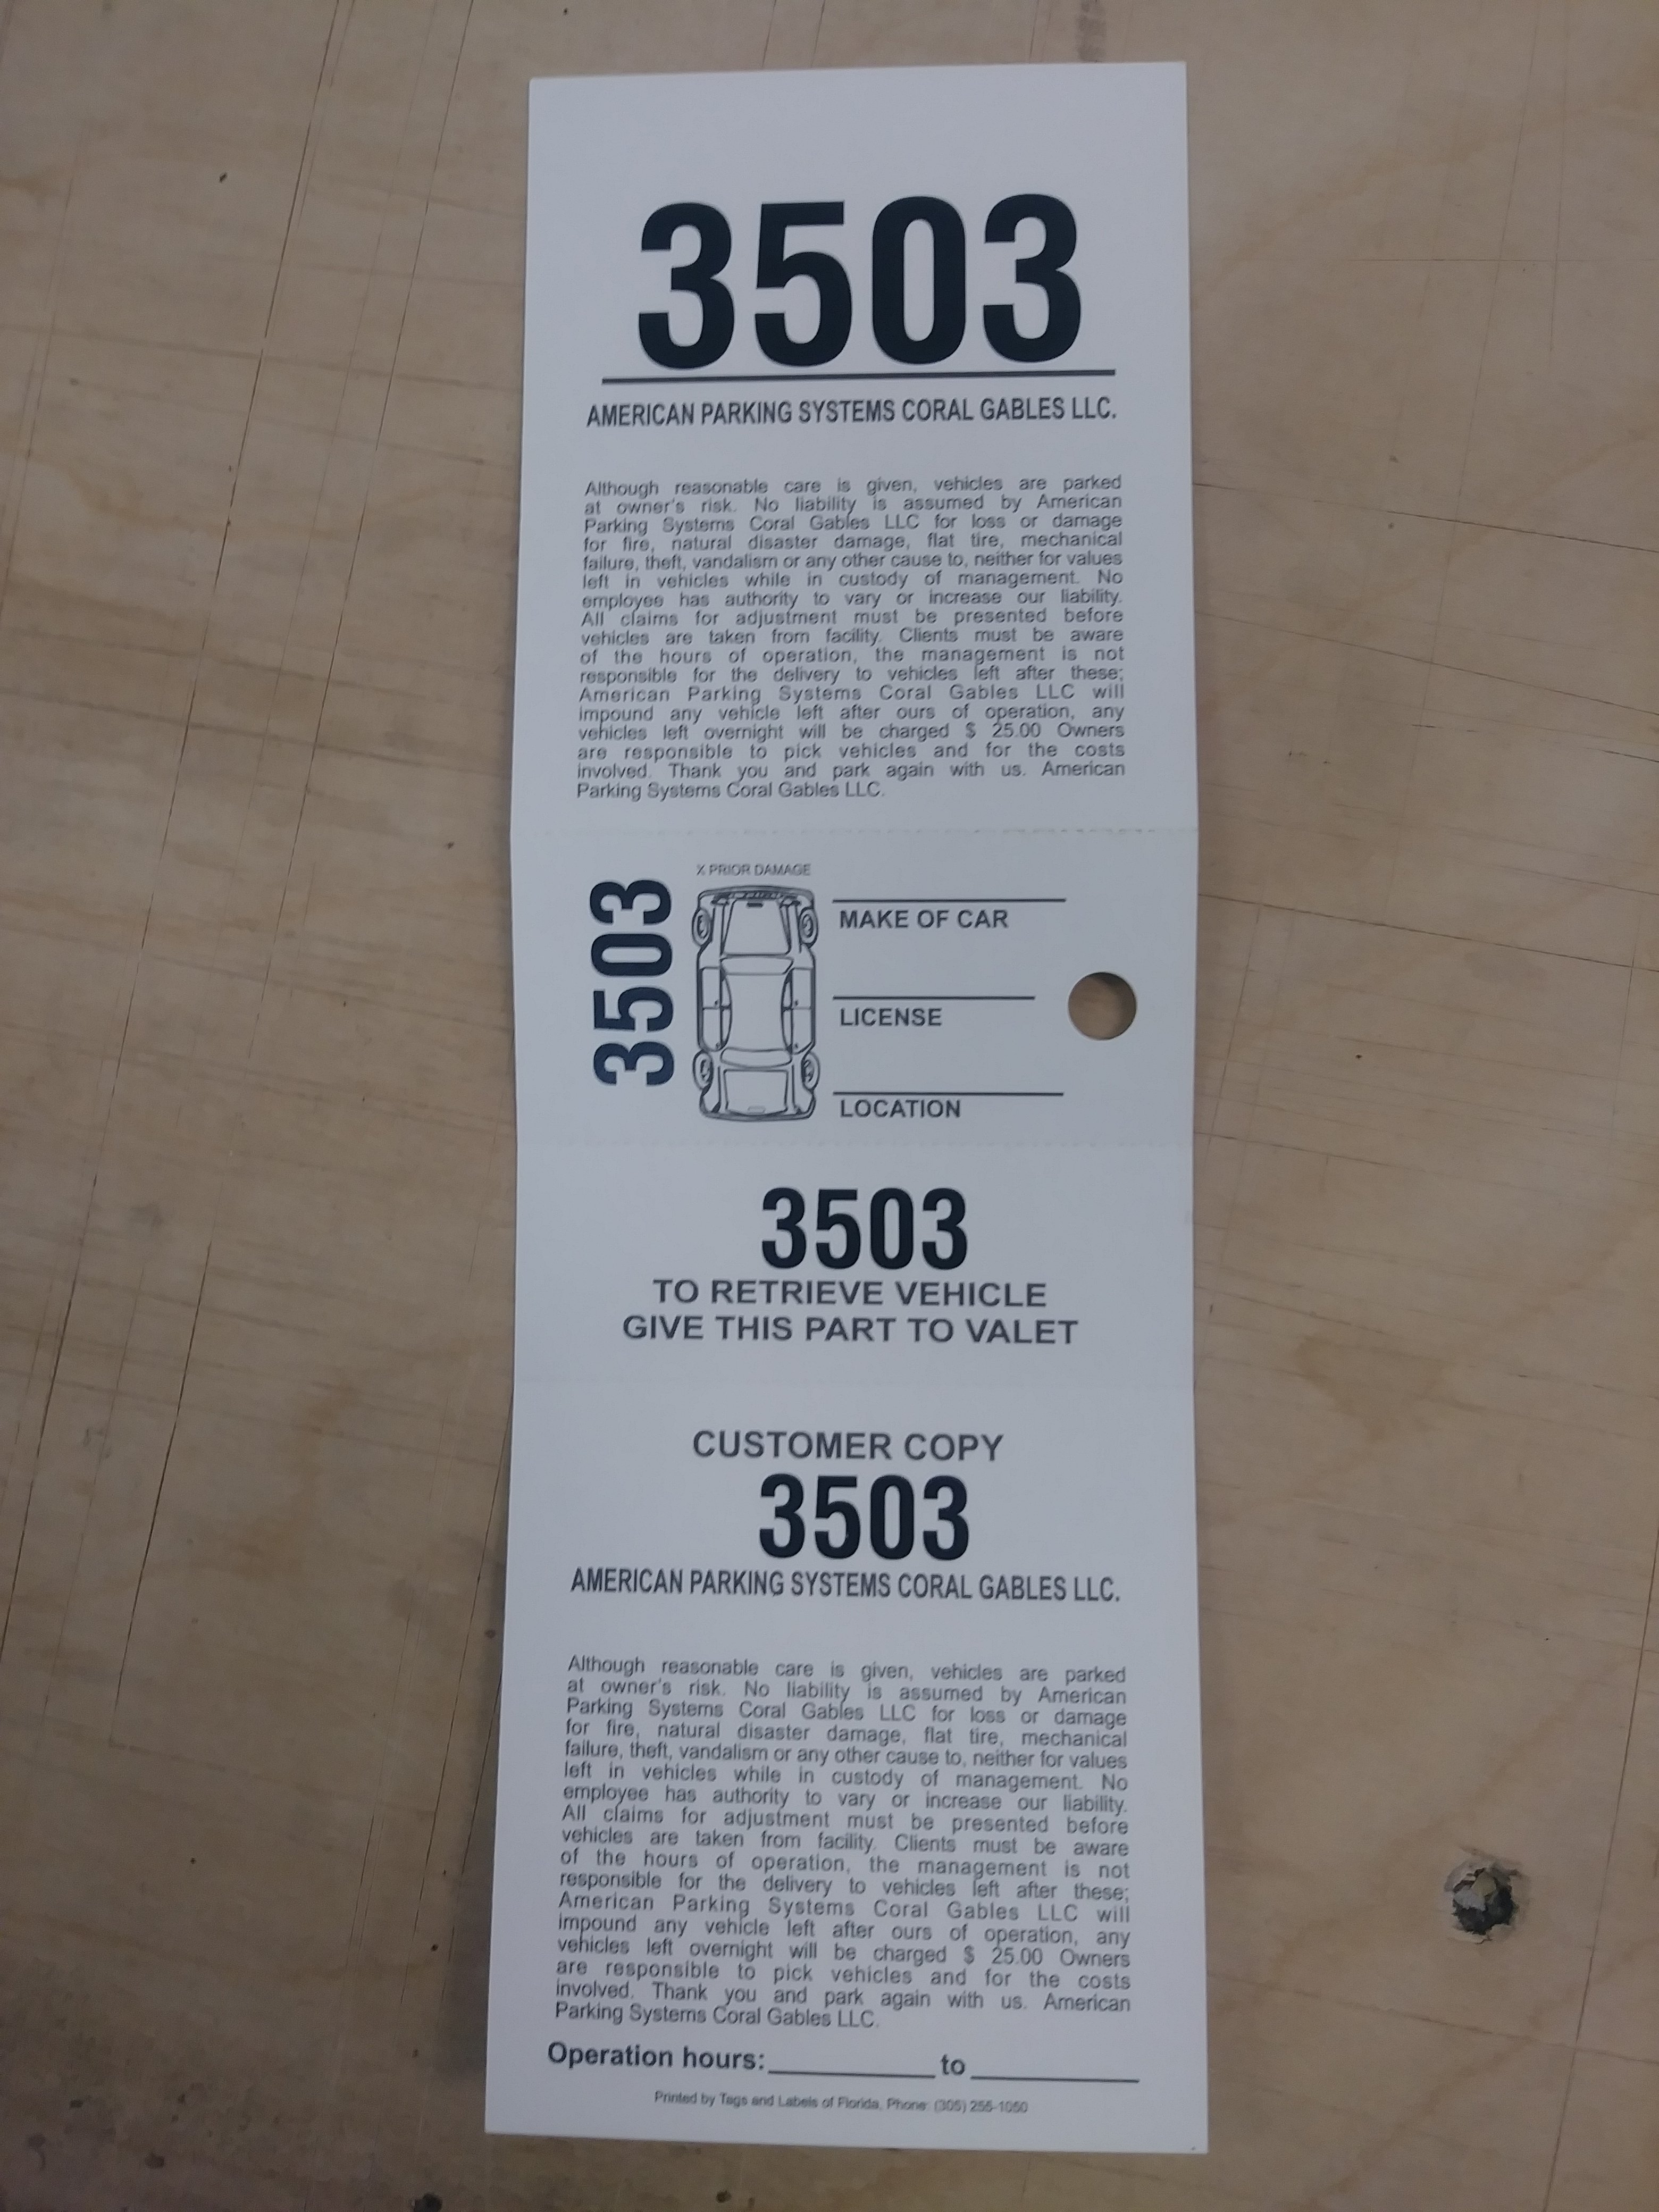 3503
AMERICAN PARKING SYSTEMS CORAL GABLES LLC.
Although reasonable care is given, vehicles are parked
at owner's risk. No liability is assumed by American
Parking Systems Coral Gables LLC for loss or damage
for fire, natural disaster damage, flat tire, mechanical
failure, theft, vandalism or any other cause to, neither for values
left in vehicles while in custody of management. No
employee has authority to vary or increase our liability.
All claims for adjustment must be presented before
vehicles are taken from facility. Clients must be aware
of the hours of operation, the management is not
responsible for the delivery to vehicles left after these;
American Parking Systems Coral Gables LLC will
impound any vehicle left after ours of operation, any
vehicles left overnight will be charged $ 25.00 Owners
are responsible to pick vehicles and for the costs
involved. Thank you and park again with us. American
Parking Systems Coral Gables LLC.
3503
X PRIOR DAMAGE
MAKE OF CAR
LICENSE
LOCATION
3503
TO RETRIEVE VEHICLE
GIVE THIS PART TO VALET
CUSTOMER COPY
3503
AMERICAN PARKING SYSTEMS CORAL GABLES LLC.
Although reasonable care is given, vehicles are parked
at owner's risk. No liability is assumed by American
Parking Systems Coral Gables LLC for loss or damage
for fire, natural disaster damage, flat tire, mechanical
failure, theft, vandalism or any other cause to, neither for values
left in vehicles while in custody of management. No
employee has authority to vary or increase our liability.
All claims for adjustment must be presented before
vehicles are taken from facility. Clients must be aware
of the hours of operation, the management is not
responsible for the delivery to vehicles left after these;
American Parking Systems Coral Gables LLC will
impound any vehicle left after ours of operation, any
vehicles left overnight will be charged $ 25.00 Owners
are responsible to pick vehicles and for the costs
involved. Thank you and park again with us. American
Parking Systems Coral Gables LLC.
Operation hours:____________to____________
Printed by Tags and Labels of Florida, Phone: (305) 255-1050